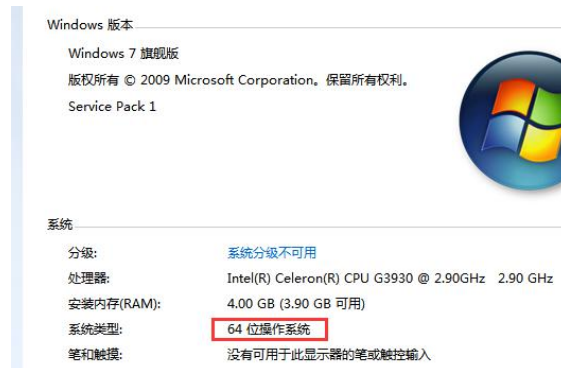 Windows 版本
Windows 7 旗舰版
版权所有 © 2009 Microsoft Corporation。保留所有权利。
Service Pack 1
系统
分级: 系统分级不可用
处理器: Intel(R) Celeron(R) CPU G3930 @ 2.90GHz 2.90 GHz
安装内存(RAM): 4.00 GB (3.90 GB 可用)
系统类型: 64 位操作系统
笔和触摸: 没有可用于此显示器的笔或触控输入